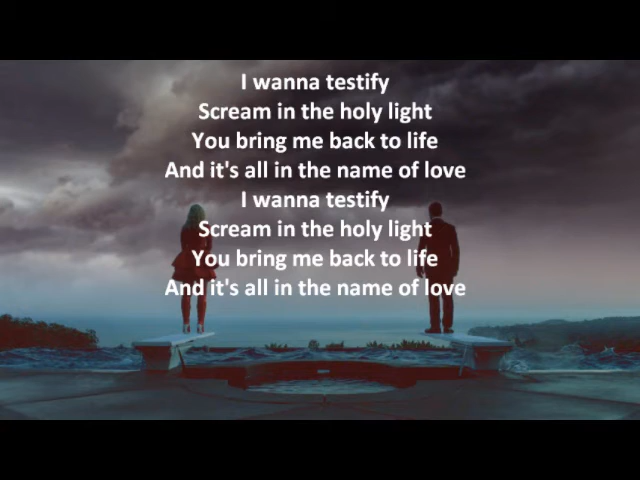 I wanna testify
Scream in the holy light
You bring me back to life
And it's all in the name of love
I wanna testify
Scream in the holy light
You bring me back to life
And it's all in the name of love